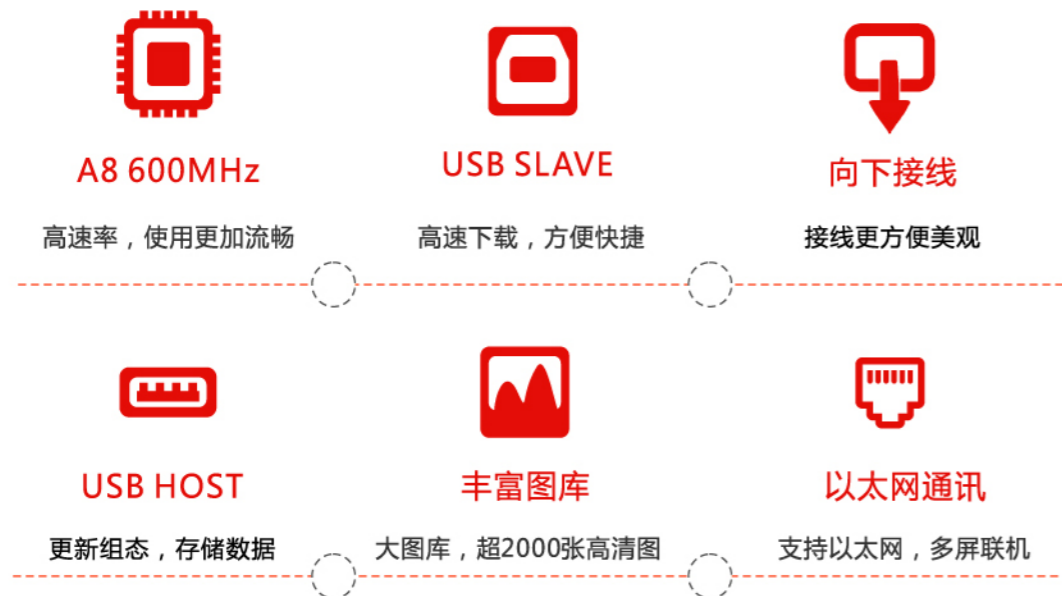 A8 600MHz
USB SLAVE
向下接线
高速率，使用更加流畅
高速下载，方便快捷
接线更方便美观
USB HOST
丰富图库
以太网通讯
更新组态，存储数据
大图库，超2000张高清图
支持以太网，多屏联机